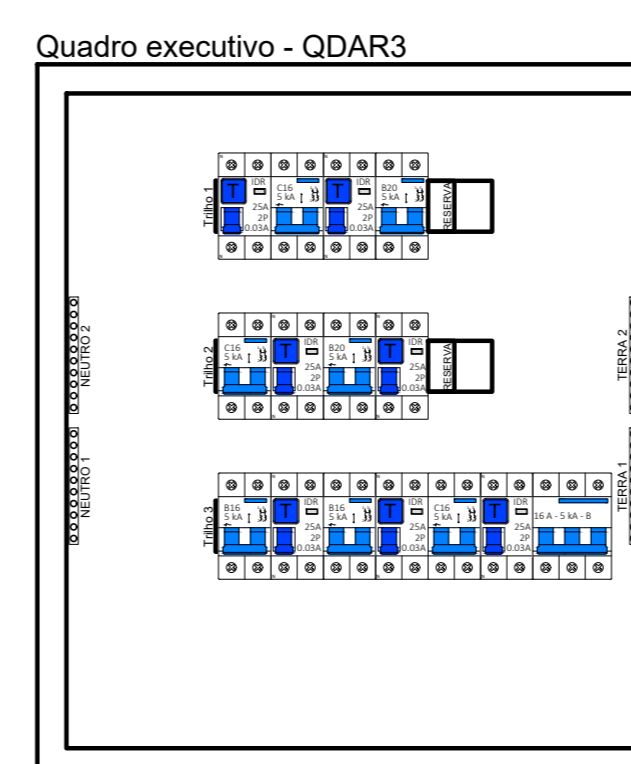 Quadro executivo - QDAR3
Trilho 1
T IDR 25A 2P 0.03A
C16 5 kA
T IDR 25A 2P 0.03A
B20 5 kA
RESERVA
Trilho 2
C16 5 kA
T IDR 25A 2P 0.03A
B20 5 kA
T IDR 25A 2P 0.03A
RESERVA
NEUTRO 2
TERRA 2
NEUTRO 1
TERRA 1
Trilho 3
B16 5 kA
T IDR 25A 2P 0.03A
B16 5 kA
T IDR 25A 2P 0.03A
C16 5 kA
T IDR 25A 2P 0.03A
16 A - 5 kA - B